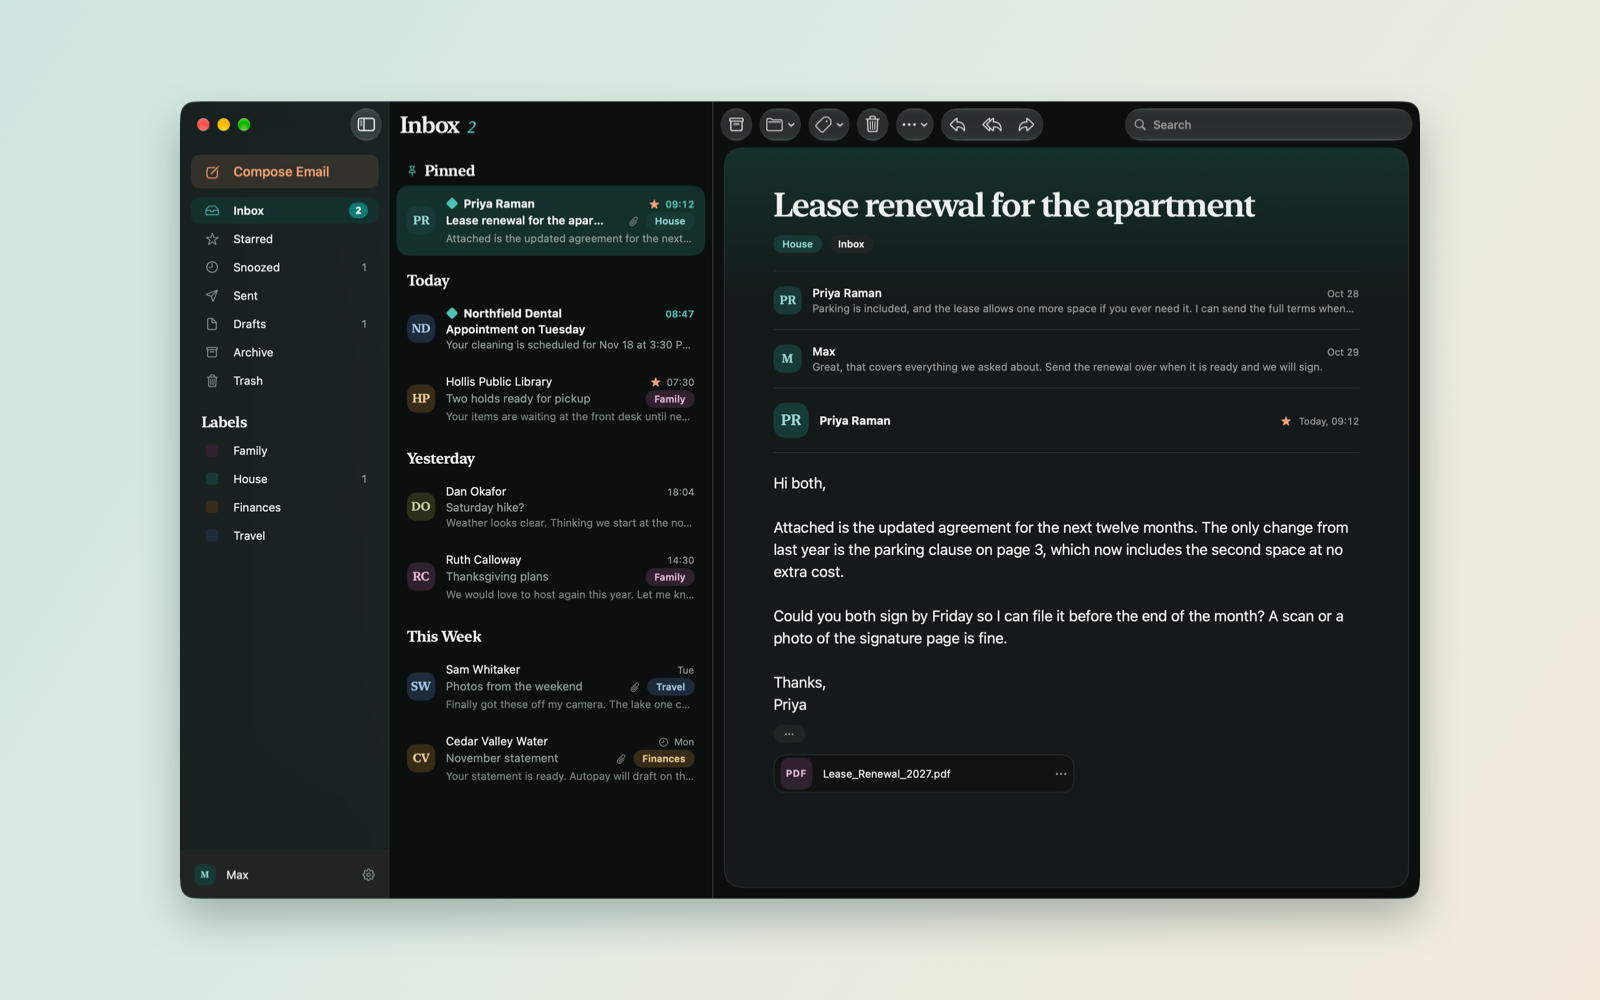 Compose Email
Inbox 2
Starred
Snoozed 1
Sent
Drafts 1
Archive
Trash
Labels
Family
House 1
Finances
Travel
M Max
Inbox 2
Pinned
PR Priya Raman 09:12
Lease renewal for the apar... House
Attached is the updated agreement for the next...
Today
ND Northfield Dental 08:47
Appointment on Tuesday
Your cleaning is scheduled for Nov 18 at 3:30 P...
HP Hollis Public Library 07:30
Two holds ready for pickup Family
Your items are waiting at the front desk until ne...
Yesterday
DO Dan Okafor 18:04
Saturday hike?
Weather looks clear. Thinking we start at the no...
RC Ruth Calloway 14:30
Thanksgiving plans Family
We would love to host again this year. Let me kn...
This Week
SW Sam Whitaker Tue
Photos from the weekend Travel
Finally got these off my camera. The lake one c...
CV Cedar Valley Water Mon
November statement Finances
Your statement is ready. Autopay will draft on th...
Search
Lease renewal for the apartment
House Inbox
PR Priya Raman Oct 28
Parking is included, and the lease allows one more space if you ever need it. I can send the full terms when...
M Max Oct 29
Great, that covers everything we asked about. Send the renewal over when it is ready and we will sign.
PR Priya Raman Today, 09:12
Hi both,
Attached is the updated agreement for the next twelve months. The only change from
last year is the parking clause on page 3, which now includes the second space at no
extra cost.
Could you both sign by Friday so I can file it before the end of the month? A scan or a
photo of the signature page is fine.
Thanks,
Priya
PDF Lease_Renewal_2027.pdf